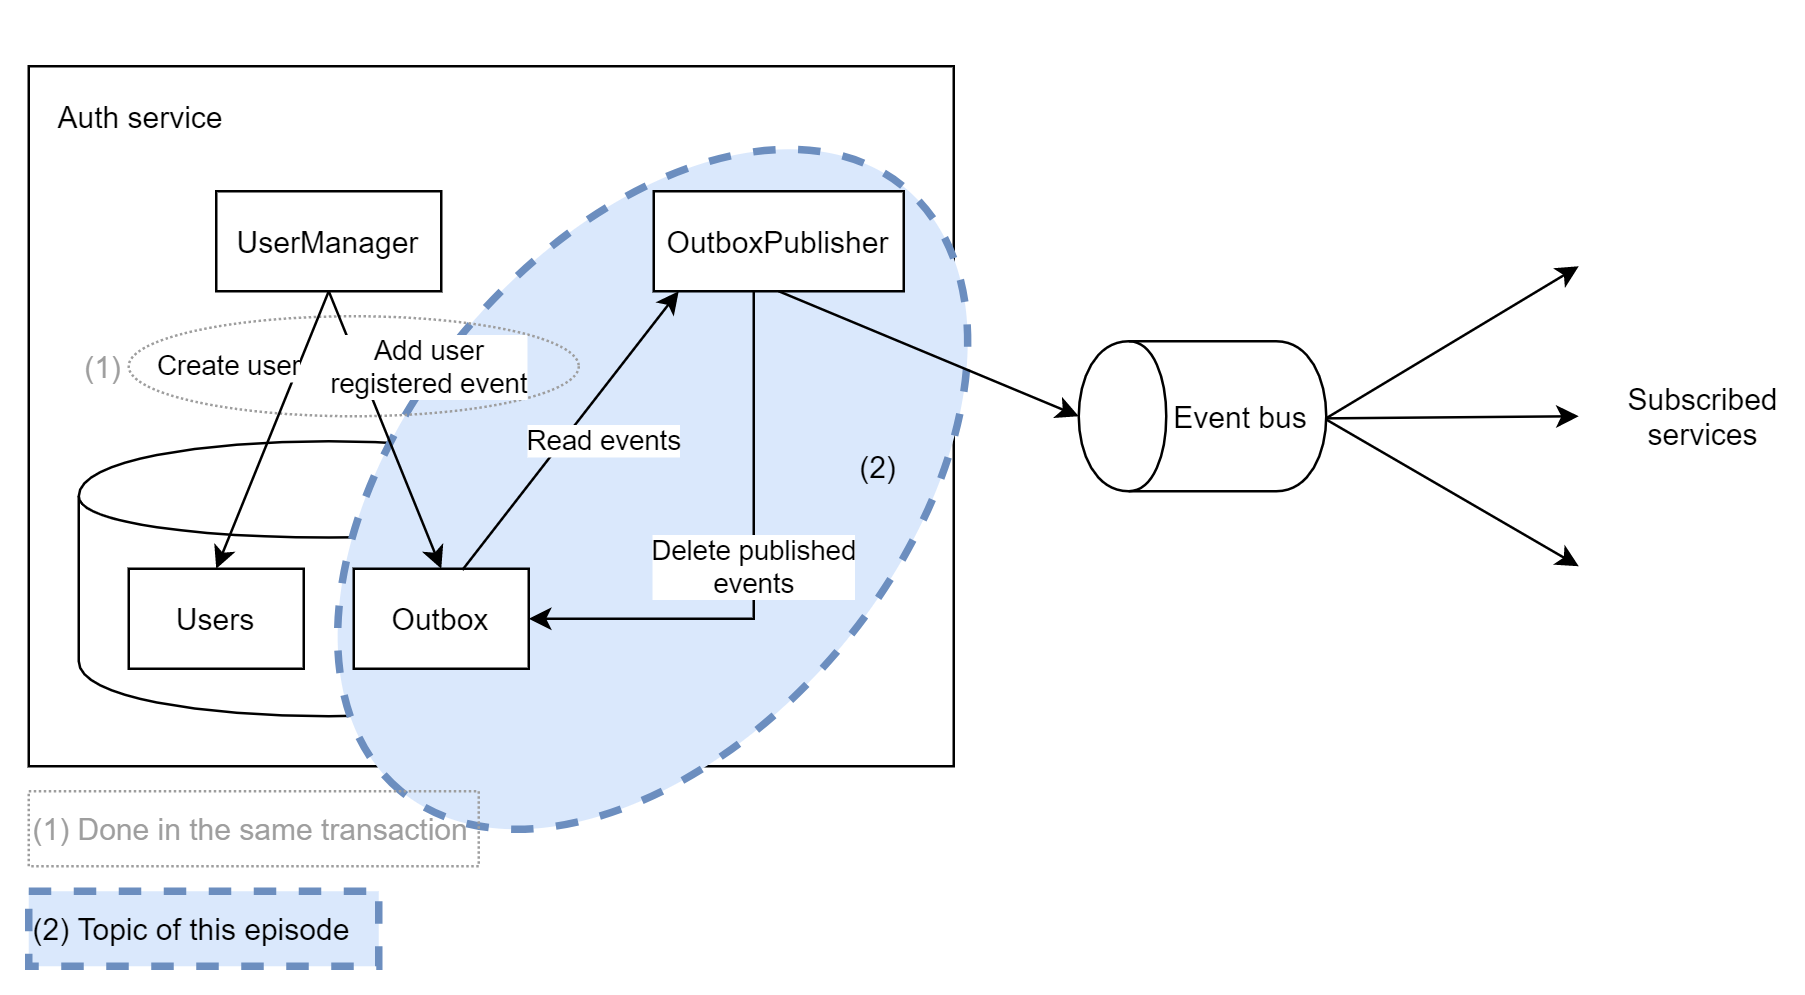 Auth service
UserManager
OutboxPublisher
(1)
Create user
Add user
registered event
Read events
(2)
Event bus
Subscribed
services
Delete published
events
Users
Outbox
(1) Done in the same transaction
(2) Topic of this episode